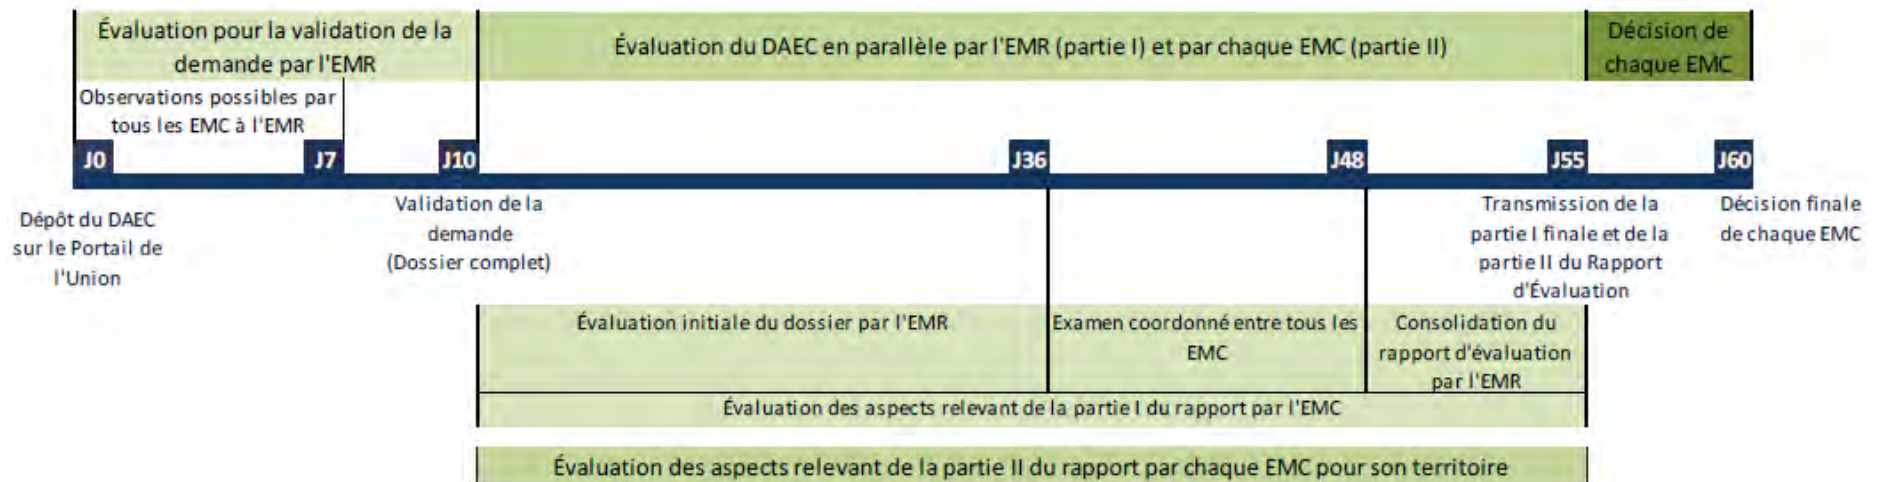 Évaluation pour la validation de la
demande par l'EMR
Évaluation du DAEC en parallèle par l'EMR (partie I) et par chaque EMC (partie II)
Décision de
chaque EMC
Observations possibles par
tous les EMC à l'EMR
J0
J7
J10
J36
J48
J55
J60
Dépôt du DAEC
sur le Portail de
l'Union
Validation de la
demande
(Dossier complet)
Transmission de la
partie I finale et de la
partie II du Rapport
d'Évaluation
Décision finale
de chaque EMC
Évaluation initiale du dossier par l'EMR
Examen coordonné entre tous les
EMC
Consolidation du
rapport d'évaluation
par l'EMR
Évaluation des aspects relevant de la partie I du rapport par l'EMC
Évaluation des aspects relevant de la partie II du rapport par chaque EMC pour son territoire